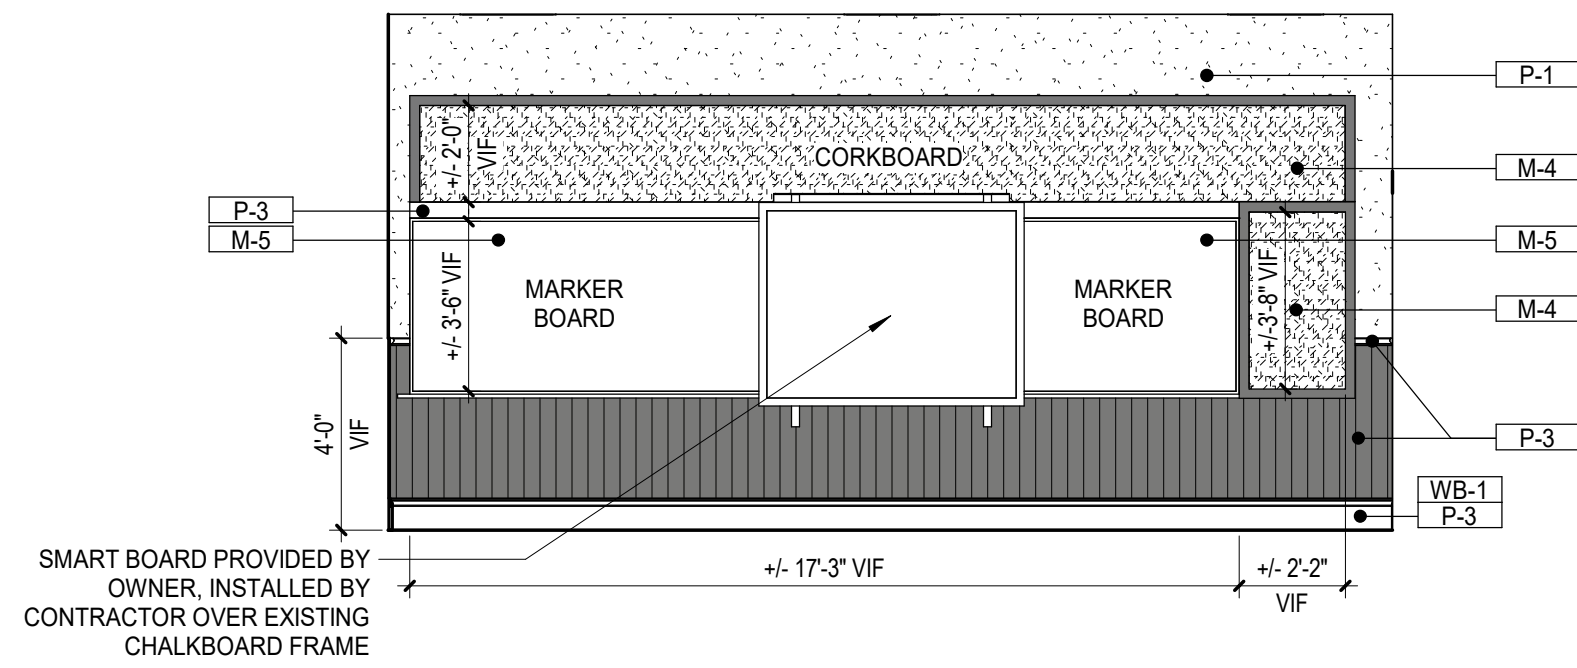 P-1
+/- 2'-0"
VIF
CORKBOARD
M-4
P-3
M-5
M-5
+/- 3'-6" VIF
MARKER
BOARD
MARKER
BOARD
+/-3'-8" VIF
M-4
4'-0"
VIF
P-3
WB-1
P-3
SMART BOARD PROVIDED BY
OWNER, INSTALLED BY
CONTRACTOR OVER EXISTING
CHALKBOARD FRAME
+/- 17'-3" VIF
+/- 2'-2"
VIF